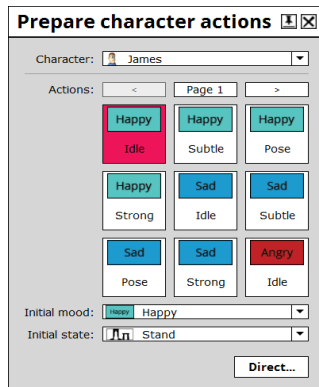 Prepare character actions
Character: James
Actions: < Page 1 >
Happy Happy Happy
Idle Subtle Pose
Happy Sad Sad
Strong Idle Subtle
Sad Sad Angry
Pose Strong Idle
Initial mood: Happy Happy
Initial state: Stand
Direct...